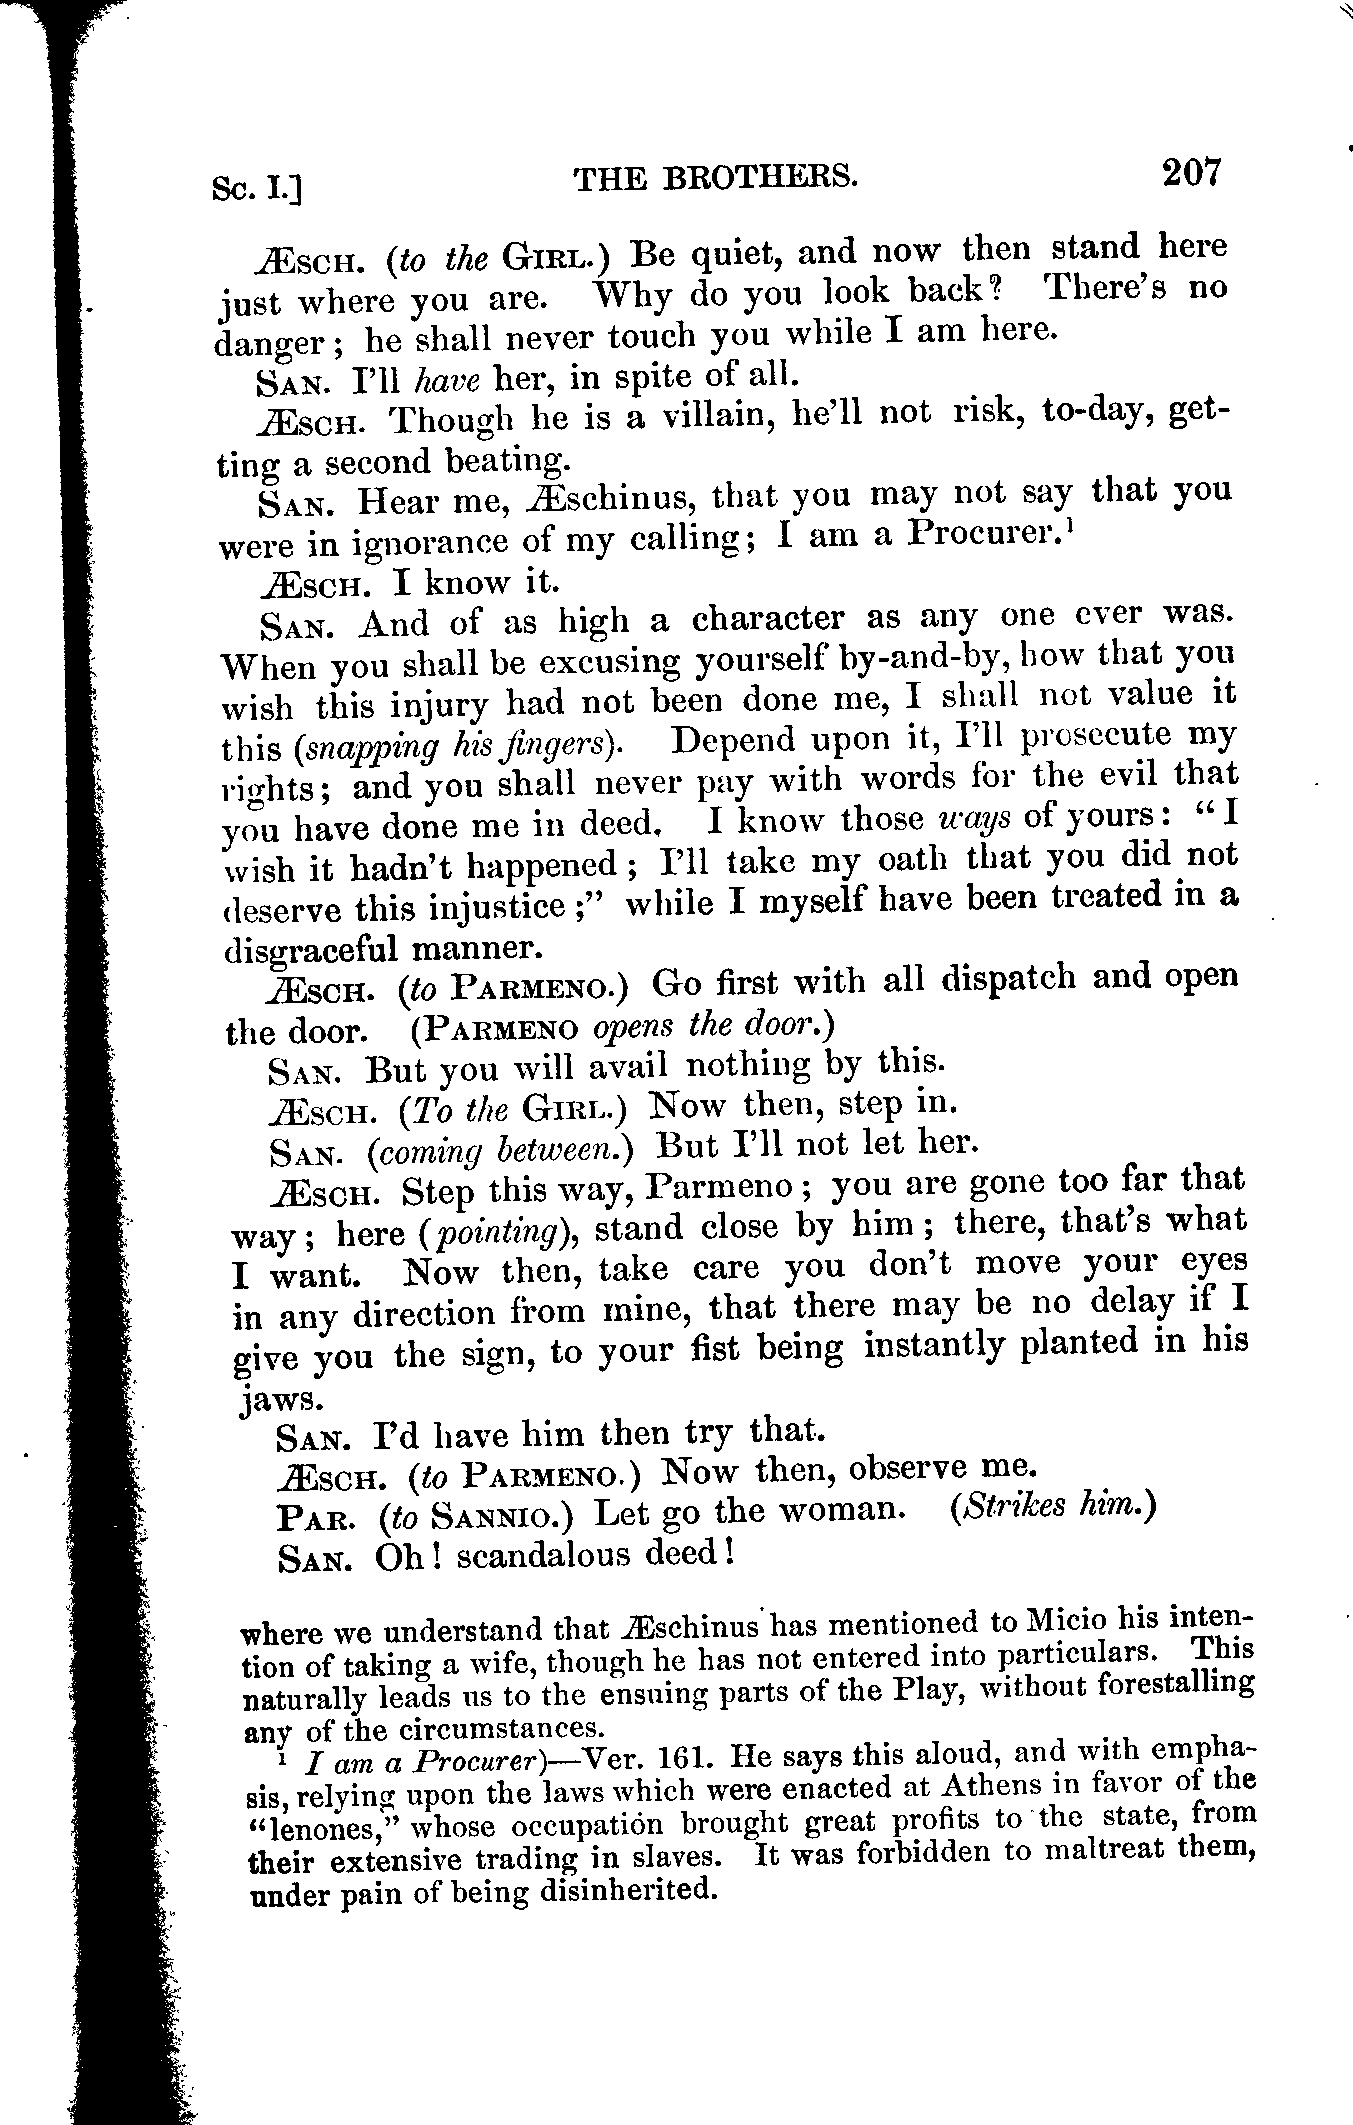 Sc. I.] THE BROTHERS. 207
ÆSCH. (to the GIRL.) Be quiet, and now then stand here
just where you are. Why do you look back? There's no
danger; he shall never touch you while I am here.
SAN. I'll have her, in spite of all.
ÆSCH. Though he is a villain, he'll not risk, to-day, get-
ting a second beating.
SAN. Hear me, Æschinus, that you may not say that you
were in ignorance of my calling; I am a Procurer.¹
ÆSCH. I know it.
SAN. And of as high a character as any one ever was.
When you shall be excusing yourself by-and-by, how that you
wish this injury had not been done me, I shall not value it
this (snapping his fingers). Depend upon it, I'll prosecute my
rights; and you shall never pay with words for the evil that
you have done me in deed. I know those ways of yours: "I
wish it hadn't happened; I'll take my oath that you did not
deserve this injustice;" while I myself have been treated in a
disgraceful manner.
ÆSCH. (to PARMENO.) Go first with all dispatch and open
the door. (PARMENO opens the door.)
SAN. But you will avail nothing by this.
ÆSCH. (To the GIRL.) Now then, step in.
SAN. (coming between.) But I'll not let her.
ÆSCH. Step this way, Parmeno; you are gone too far that
way; here (pointing), stand close by him; there, that's what
I want. Now then, take care you don't move your eyes
in any direction from mine, that there may be no delay if I
give you the sign, to your fist being instantly planted in his
jaws.
SAN. I'd have him then try that.
ÆSCH. (to PARMENO.) Now then, observe me.
PAR. (to SANNIO.) Let go the woman. (Strikes him.)
SAN. Oh! scandalous deed!
where we understand that Æschinus has mentioned to Micio his inten-
tion of taking a wife, though he has not entered into particulars. This
naturally leads us to the ensuing parts of the Play, without forestalling
any of the circumstances.
¹ I am a Procurer)—Ver. 161. He says this aloud, and with empha-
sis, relying upon the laws which were enacted at Athens in favor of the
"lenones," whose occupation brought great profits to the state, from
their extensive trading in slaves. It was forbidden to maltreat them,
under pain of being disinherited.